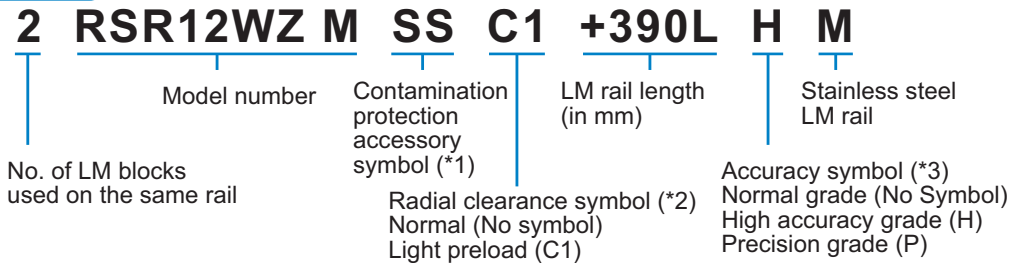 2 RSR12WZ M SS C1 +390L H M
Model number
Contamination
protection
accessory
symbol (*1)
LM rail length
(in mm)
Stainless steel
LM rail
No. of LM blocks
used on the same rail
Radial clearance symbol (*2)
Normal (No symbol)
Light preload (C1)
Accuracy symbol (*3)
Normal grade (No Symbol)
High accuracy grade (H)
Precision grade (P)